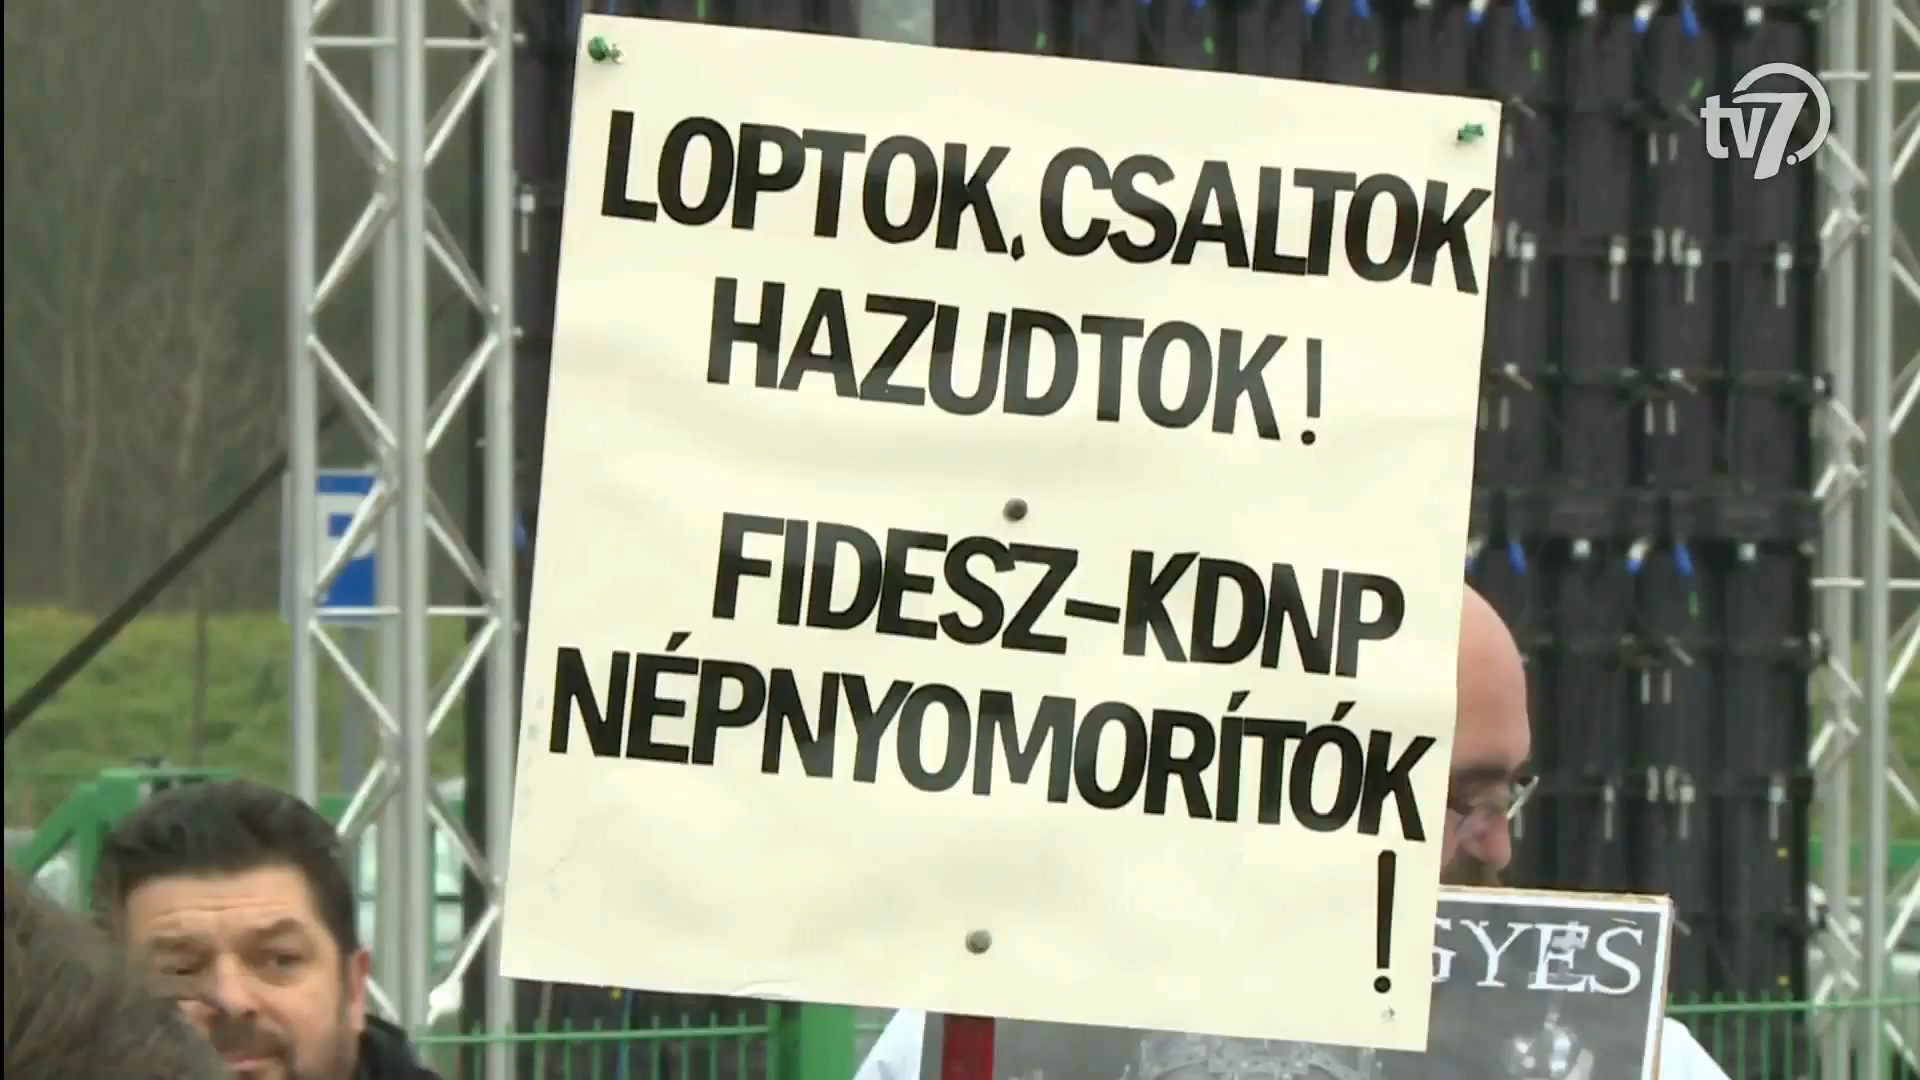 tv7.
LOPTOK, CSALTOK
HAZUDTOK!
FIDESZ-KDNP
NÉPNYOMORÍTÓK
!
P
GYES